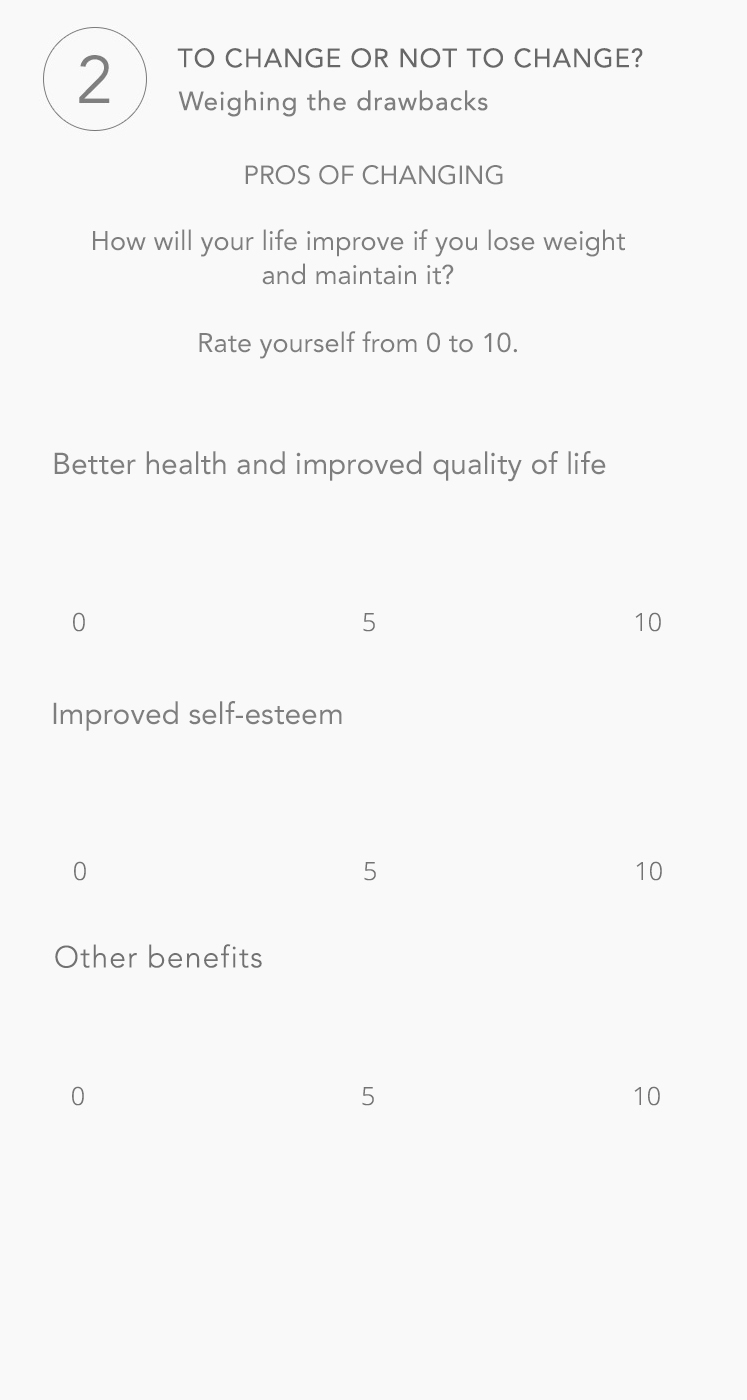 2
TO CHANGE OR NOT TO CHANGE?
Weighing the drawbacks
PROS OF CHANGING
How will your life improve if you lose weight
and maintain it?
Rate yourself from 0 to 10.
Better health and improved quality of life
0 5 10
Improved self-esteem
0 5 10
Other benefits
0 5 10